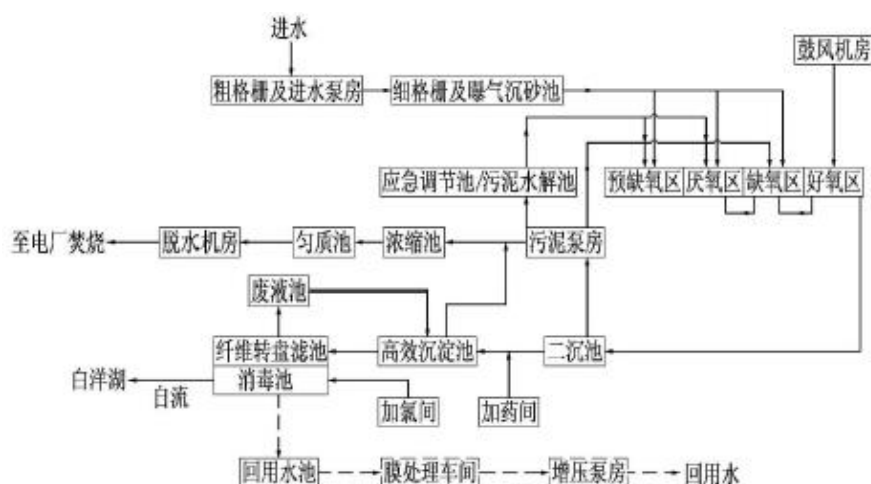 进水
鼓风机房
粗格栅及进水泵房
细格栅及曝气沉砂池
应急调节池/污泥水解池
预缺氧区
厌氧区
缺氧区
好氧区
至电厂焚烧
脱水机房
匀质池
浓缩池
污泥泵房
废液池
纤维转盘滤池
高效沉淀池
二沉池
白洋湖
自流
消毒池
加氯间
加药间
回用水池
膜处理车间
增压泵房
回用水